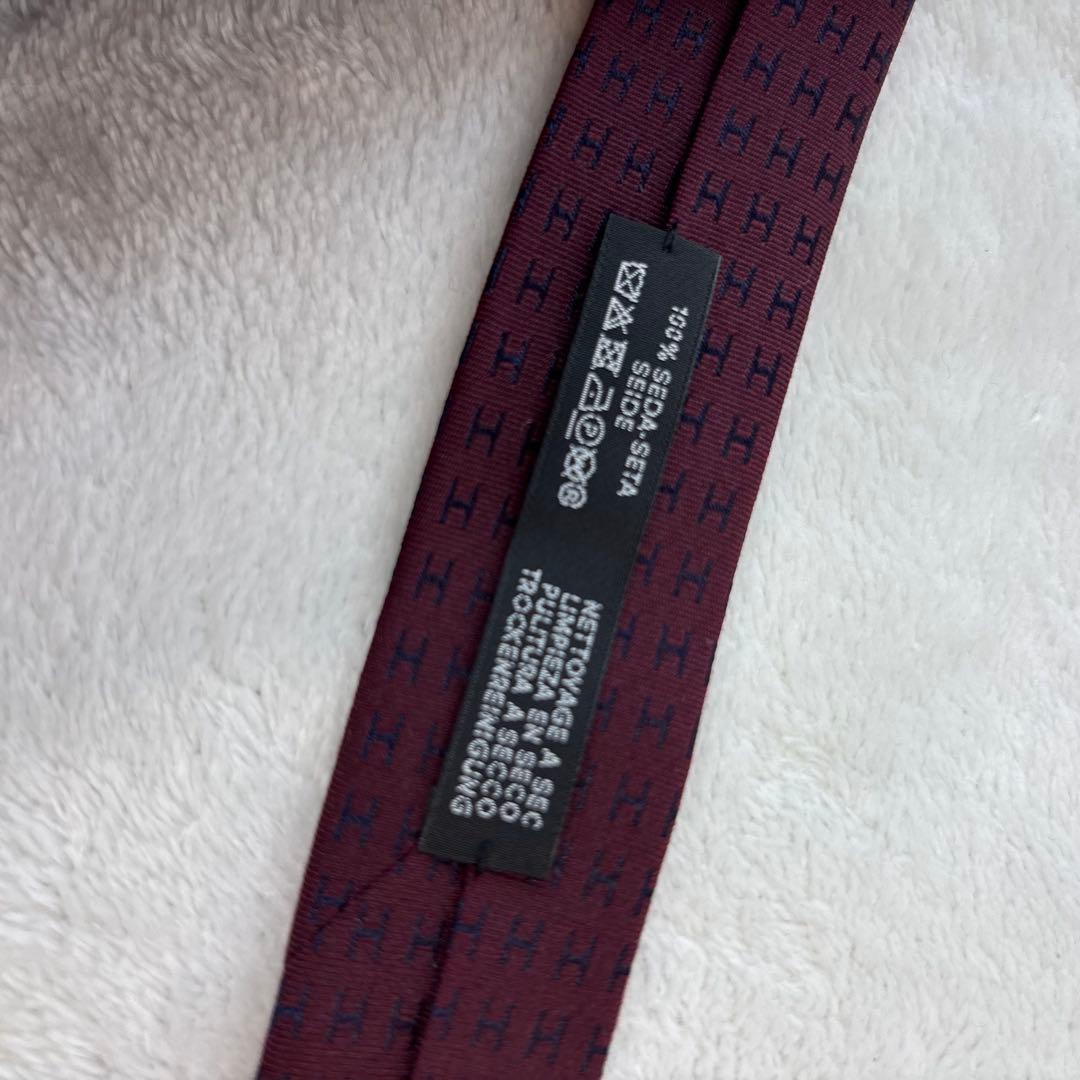 100% SEDA-SETA
SEIDE
NETTOYAGE A SEC
LIMPIEZA EN SECO
PULITURA A SECCO
TROCKENREINIGUNG